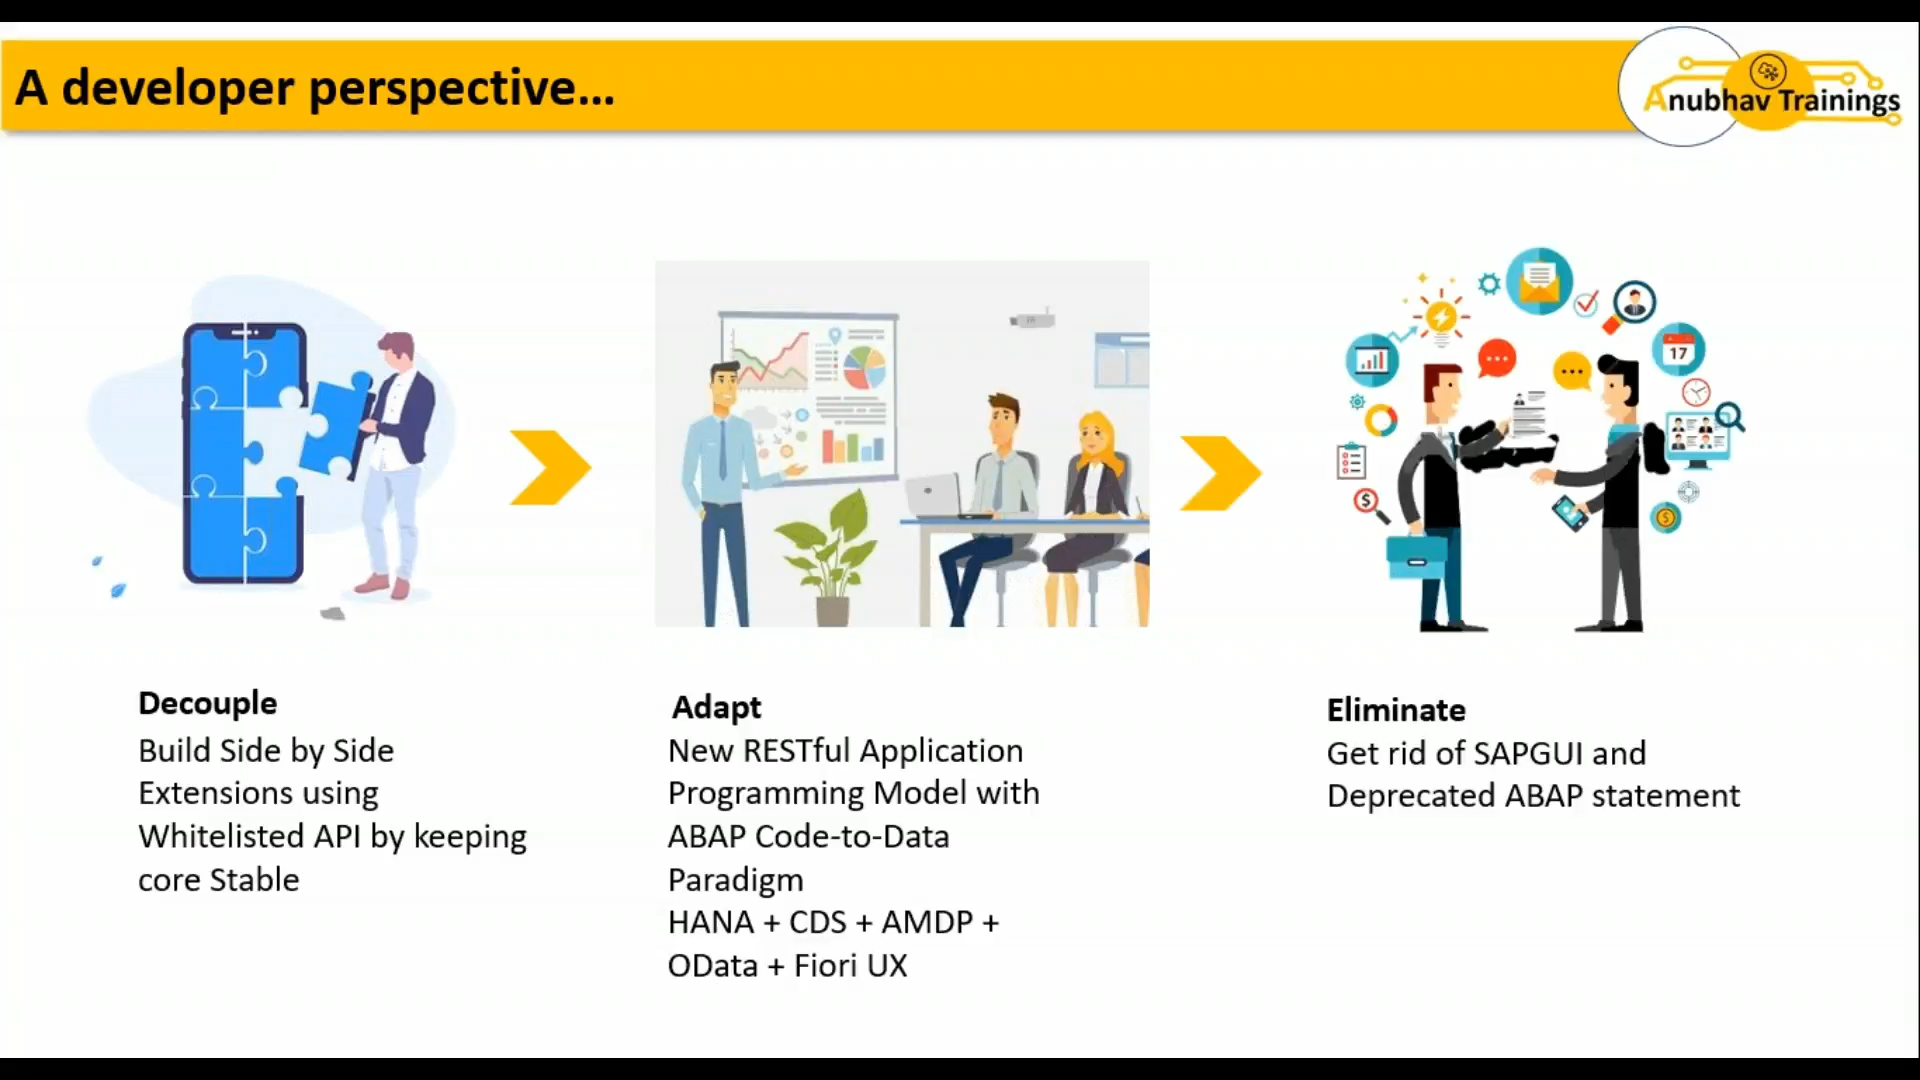 A developer perspective...
Anubhav Trainings
17
Decouple
Build Side by Side
Extensions using
Whitelisted API by keeping
core Stable
Adapt
New RESTful Application
Programming Model with
ABAP Code-to-Data
Paradigm
HANA + CDS + AMDP +
OData + Fiori UX
Eliminate
Get rid of SAPGUI and
Deprecated ABAP statement